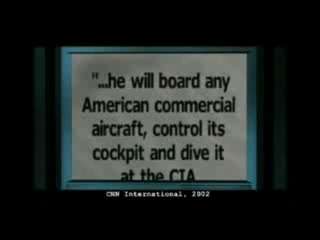 "...he will board any
American commercial
aircraft, control its
cockpit and dive it
at the CIA
CNN International, 2002